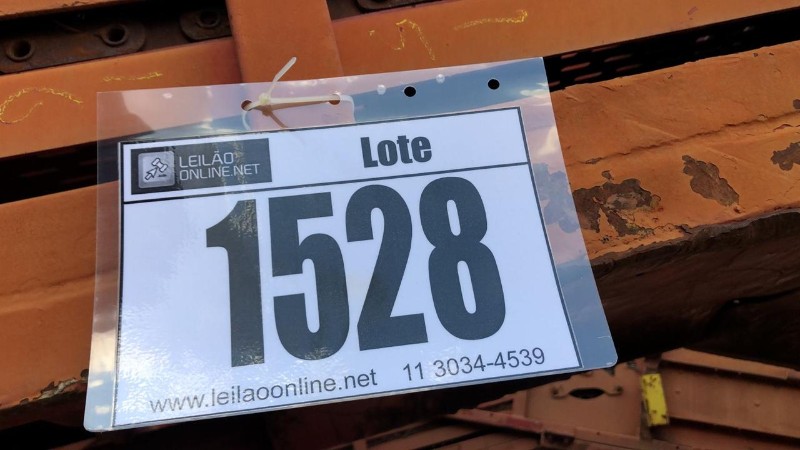 LEILÃO
ONLINE.NET
Lote
1528
www.leilaoonline.net 11 3034-4539